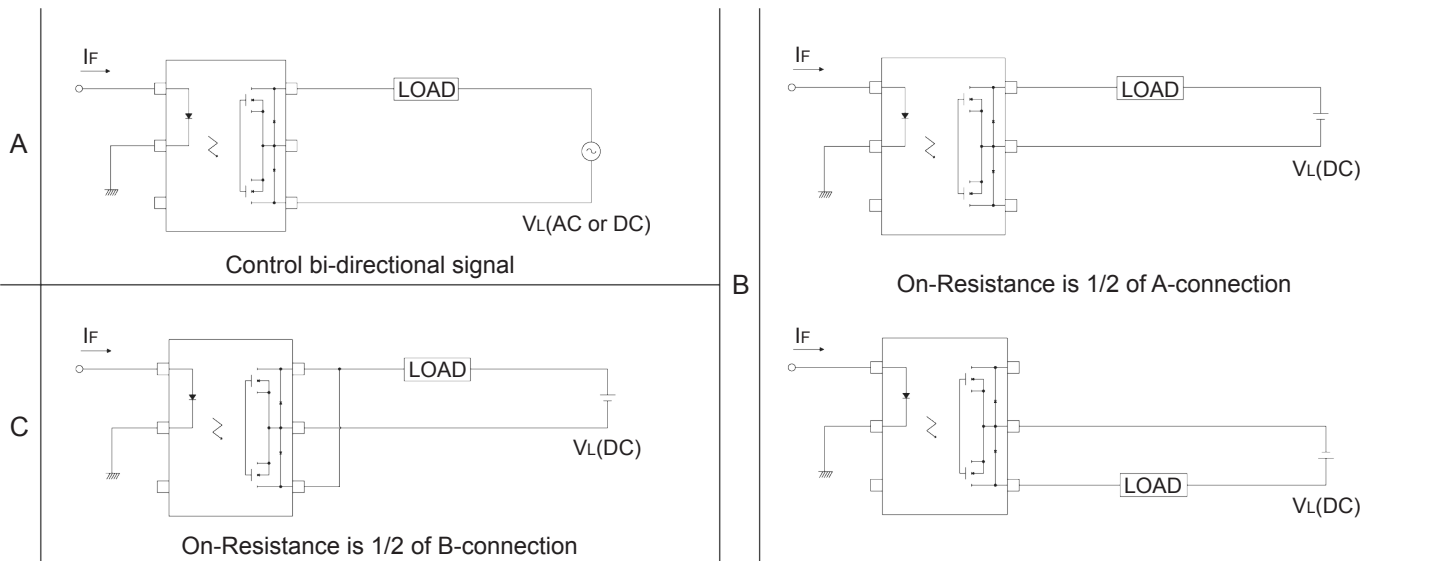 A
IF
LOAD
VL(AC or DC)
Control bi-directional signal
C
IF
LOAD
VL(DC)
On-Resistance is 1/2 of B-connection
B
IF
LOAD
VL(DC)
On-Resistance is 1/2 of A-connection
IF
LOAD
VL(DC)